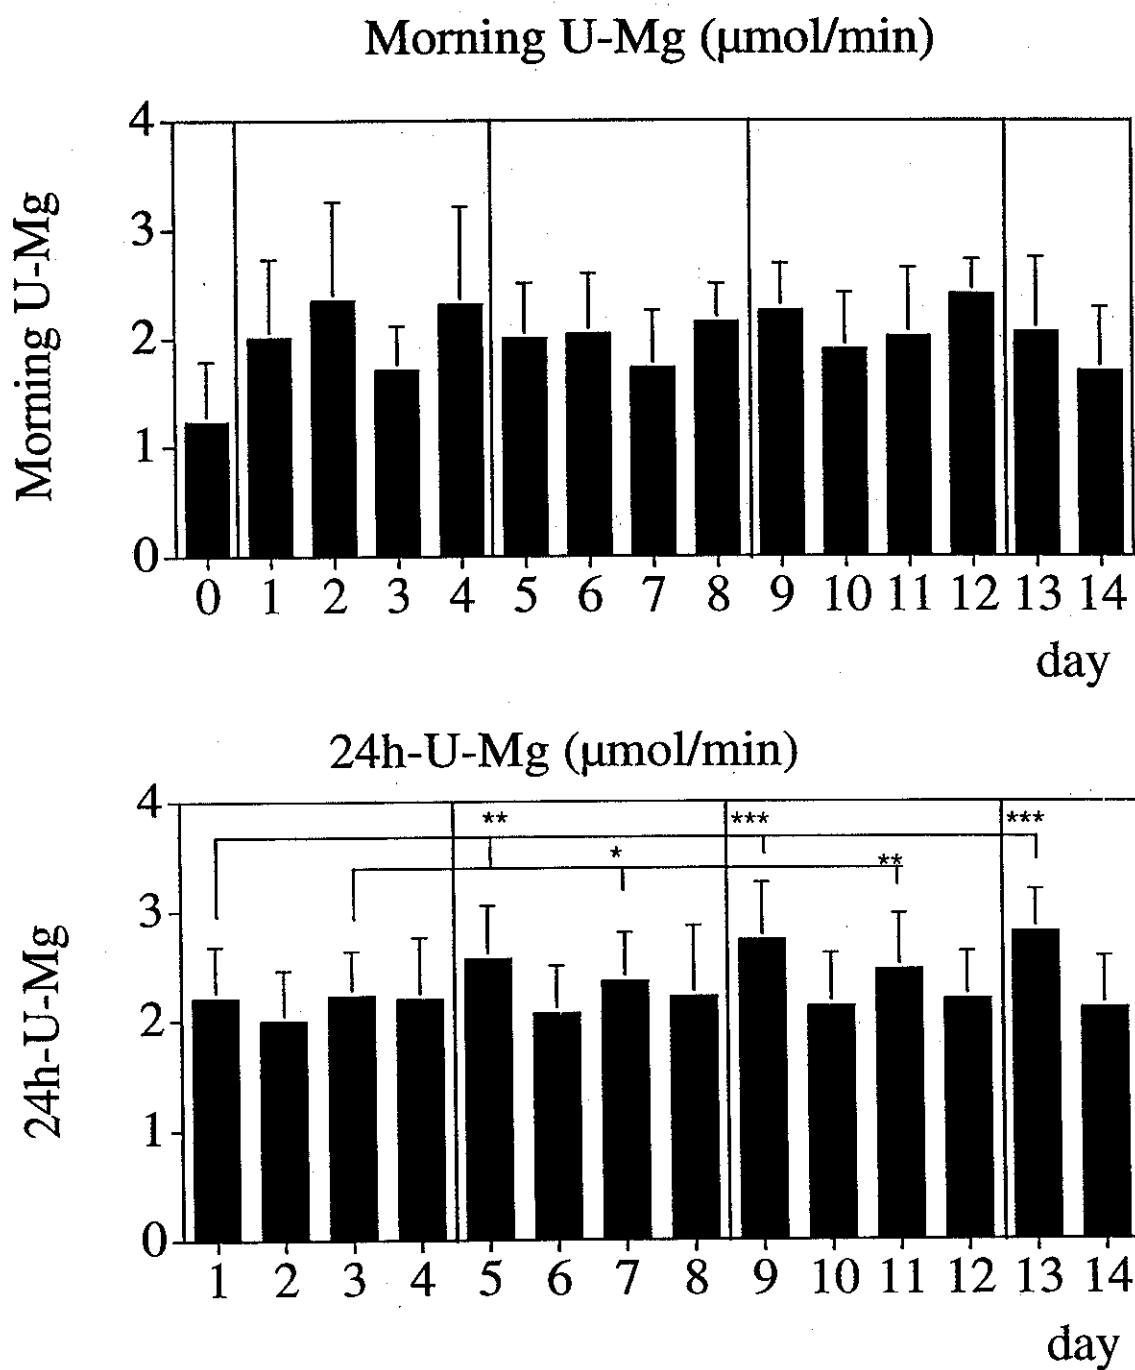 Morning U-Mg (μmol/min)
Morning U-Mg
4
3
2
1
0
0 1 2 3 4 5 6 7 8 9 10 11 12 13 14
day
24h-U-Mg (μmol/min)
24h-U-Mg
4
3
2
1
0
** *** ***
* **
1 2 3 4 5 6 7 8 9 10 11 12 13 14
day